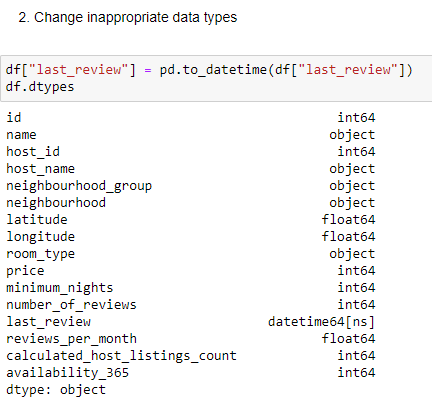 2. Change inappropriate data types
df["last_review"] = pd.to_datetime(df["last_review"])
df.dtypes
id int64
name object
host_id int64
host_name object
neighbourhood_group object
neighbourhood object
latitude float64
longitude float64
room_type object
price int64
minimum_nights int64
number_of_reviews int64
last_review datetime64[ns]
reviews_per_month float64
calculated_host_listings_count int64
availability_365 int64
dtype: object